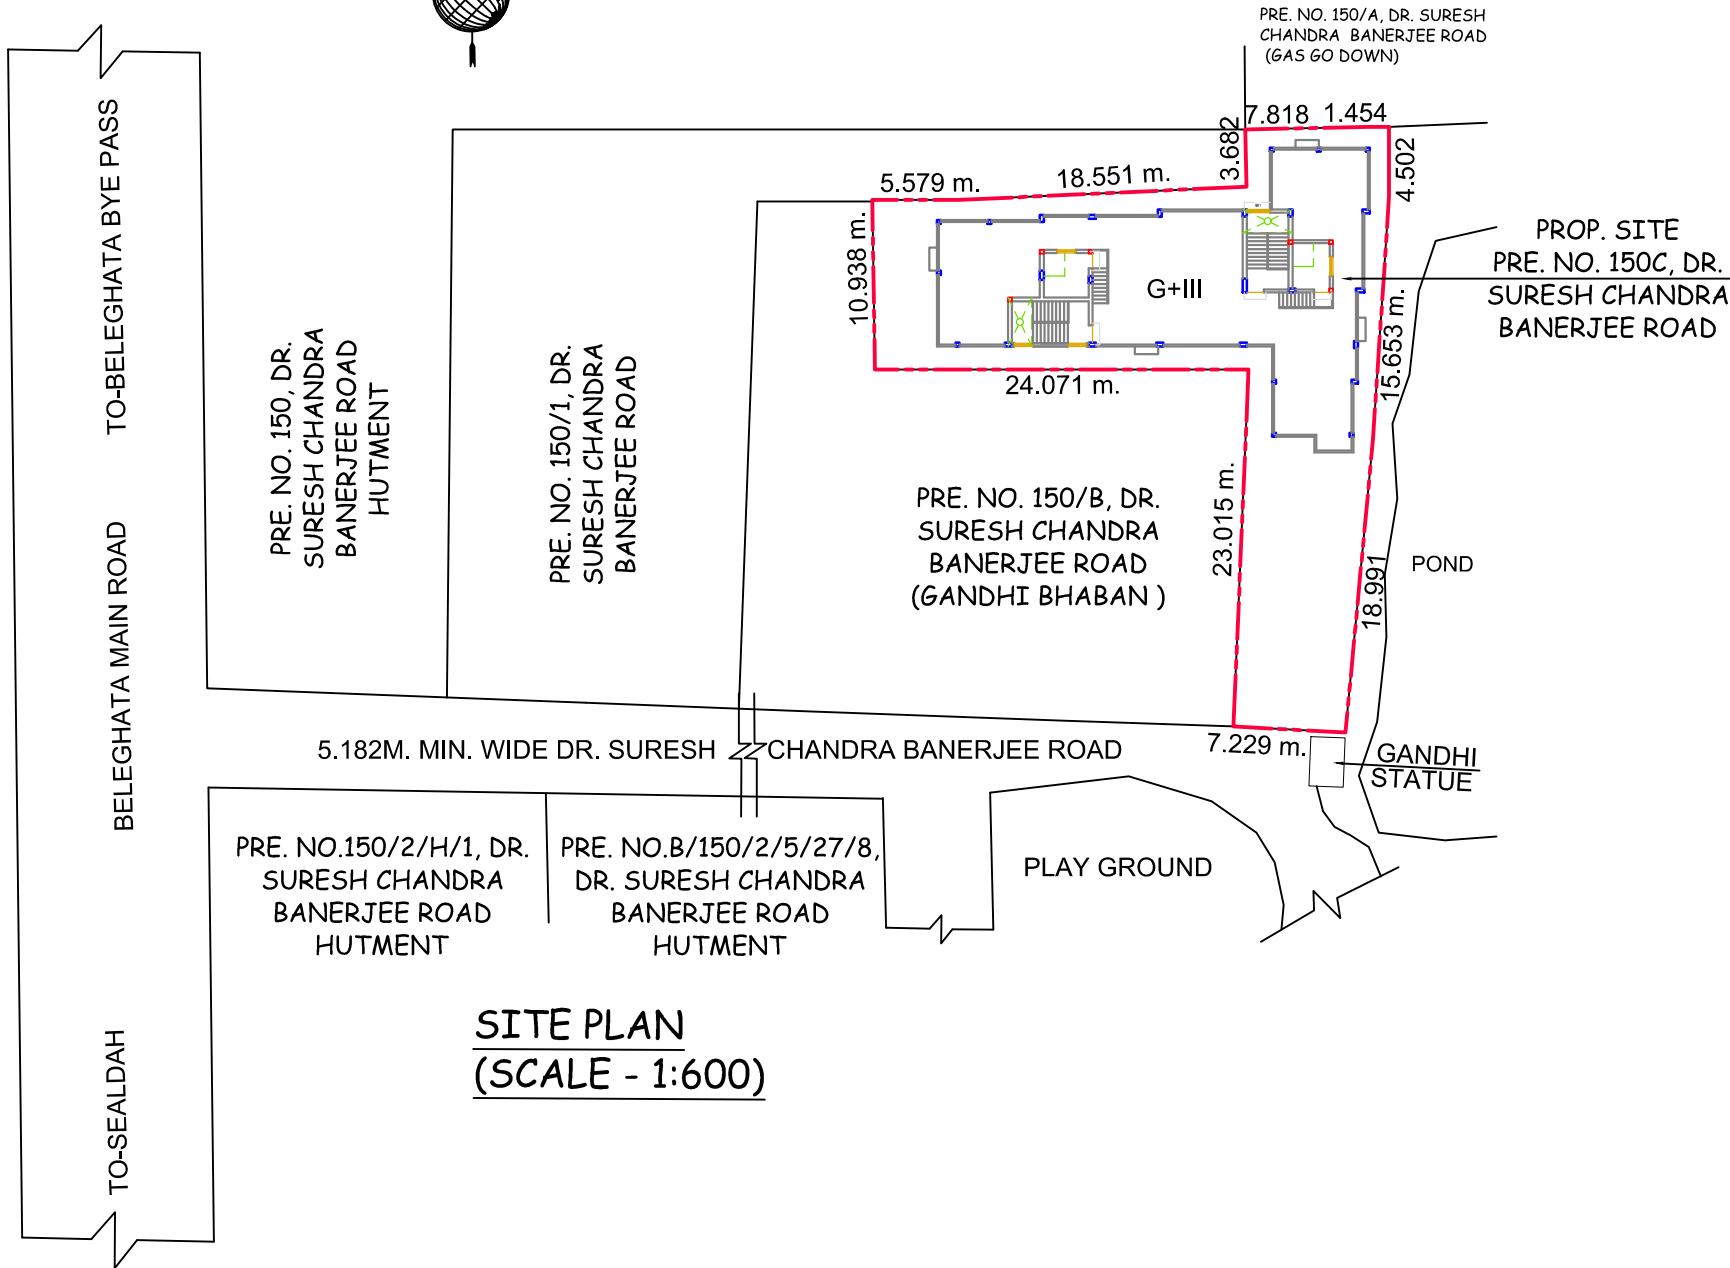 PRE. NO. 150/A, DR. SURESH
CHANDRA BANERJEE ROAD
(GAS GO DOWN)
7.818
1.454
3.682
4.502
5.579 m.
18.551 m.
10.938 m.
G+III
24.071 m.
15.653 m.
23.015 m.
18.991
7.229 m.
PROP. SITE
PRE. NO. 150C, DR.
SURESH CHANDRA
BANERJEE ROAD
TO-BELEGHATA BYE PASS
BELEGHATA MAIN ROAD
TO-SEALDAH
PRE. NO. 150, DR.
SURESH CHANDRA
BANERJEE ROAD
HUTMENT
PRE. NO. 150/1, DR.
SURESH CHANDRA
BANERJEE ROAD
PRE. NO. 150/B, DR.
SURESH CHANDRA
BANERJEE ROAD
(GANDHI BHABAN )
POND
5.182M. MIN. WIDE DR. SURESH CHANDRA BANERJEE ROAD
GANDHI
STATUE
PRE. NO.150/2/H/1, DR.
SURESH CHANDRA
BANERJEE ROAD
HUTMENT
PRE. NO.B/150/2/5/27/8,
DR. SURESH CHANDRA
BANERJEE ROAD
HUTMENT
PLAY GROUND
SITE PLAN
(SCALE - 1:600)